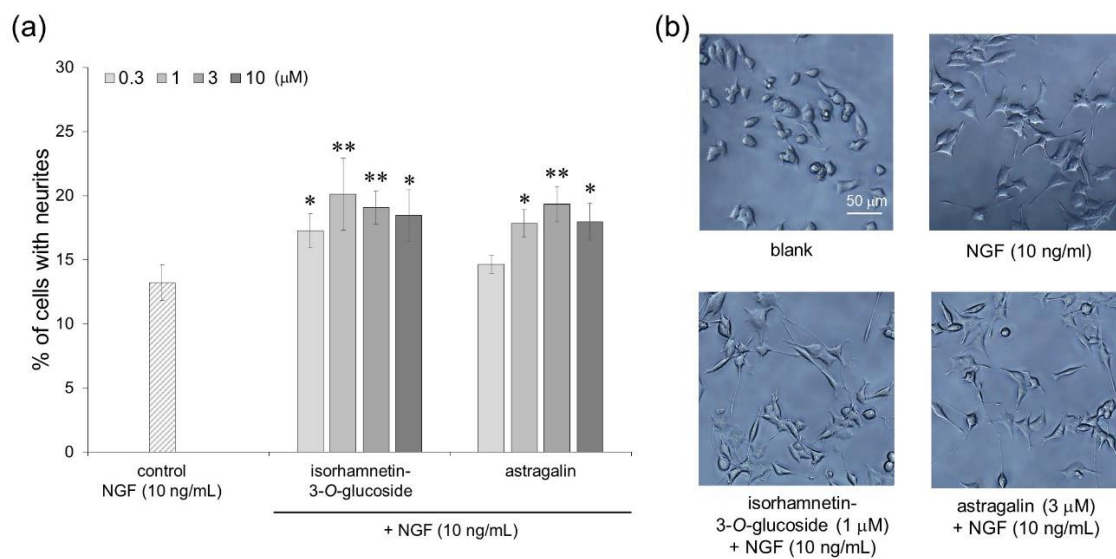 (a)
30
25
20
15
10
5
0
% of cells with neurites
0.3 1 3 10 (μM)
* ** ** *
* ** *
control
NGF (10 ng/mL)
isorhamnetin-
3-O-glucoside
astragalin
+ NGF (10 ng/mL)
(b)
50 μm
blank
NGF (10 ng/ml)
isorhamnetin-
3-O-glucoside (1 μM)
+ NGF (10 ng/mL)
astragalin (3 μM)
+ NGF (10 ng/mL)